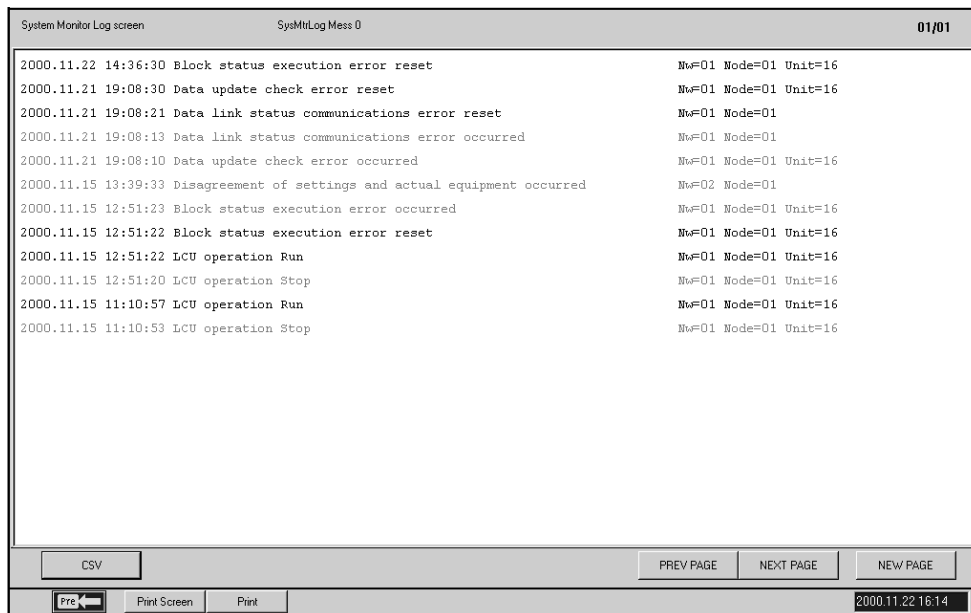 System Monitor Log screen SysMtrLog Mess 0 01/01
2000.11.22 14:36:30 Block status execution error reset Nw=01 Node=01 Unit=16
2000.11.21 19:08:30 Data update check error reset Nw=01 Node=01 Unit=16
2000.11.21 19:08:21 Data link status communications error reset Nw=01 Node=01
2000.11.21 19:08:13 Data link status communications error occurred Nw=01 Node=01
2000.11.21 19:08:10 Data update check error occurred Nw=01 Node=01 Unit=16
2000.11.15 13:39:33 Disagreement of settings and actual equipment occurred Nw=02 Node=01
2000.11.15 12:51:23 Block status execution error occurred Nw=01 Node=01 Unit=16
2000.11.15 12:51:22 Block status execution error reset Nw=01 Node=01 Unit=16
2000.11.15 12:51:22 LCU operation Run Nw=01 Node=01 Unit=16
2000.11.15 12:51:20 LCU operation Stop Nw=01 Node=01 Unit=16
2000.11.15 11:10:57 LCU operation Run Nw=01 Node=01 Unit=16
2000.11.15 11:10:53 LCU operation Stop Nw=01 Node=01 Unit=16
CSV PREV PAGE NEXT PAGE NEW PAGE
Pre Print Screen Print 2000.11.22 16:14